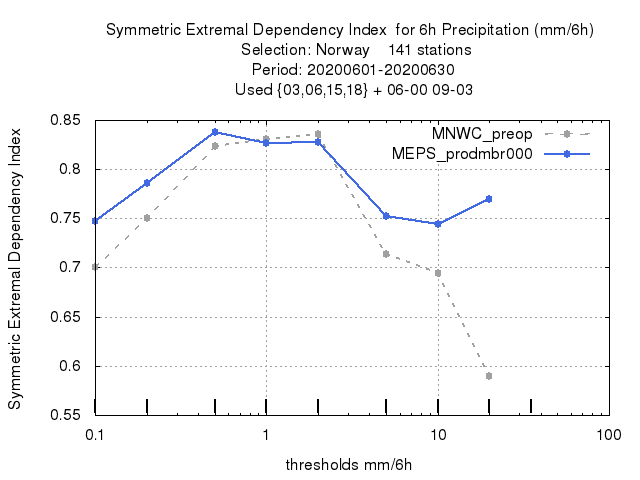 Symmetric Extremal Dependency Index  for 6h Precipitation (mm/6h)
Selection: Norway    141 stations
Period: 20200601-20200630
Used {03,06,15,18} + 06-00 09-03
MNWC_preop
MEPS_prodmbr000
Symmetric Extremal Dependency Index
0.85
0.8
0.75
0.7
0.65
0.6
0.55
0.1
1
10
100
thresholds mm/6h